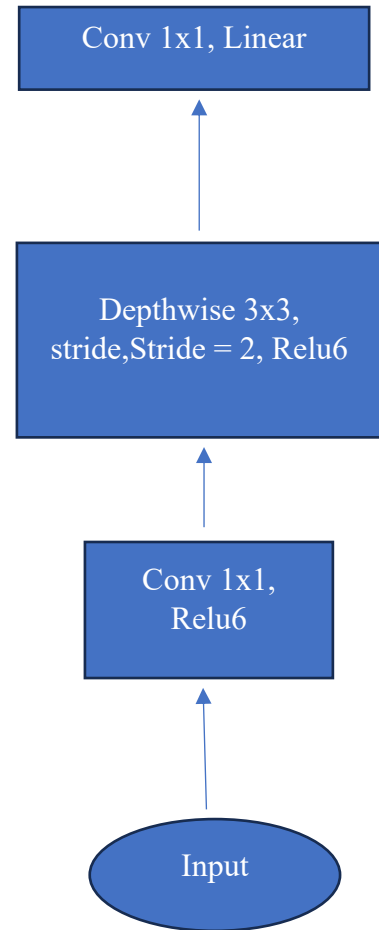 Conv 1x1, Linear
Depthwise 3x3,
stride,Stride = 2, Relu6
Conv 1x1,
Relu6
Input